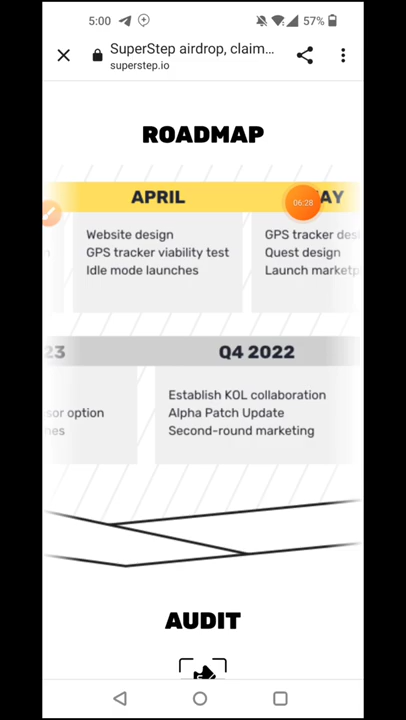 5:00
57%
SuperStep airdrop, claim...
superstep.io
ROADMAP
APRIL
AY
06:28
Website design
GPS tracker viability test
Idle mode launches
GPS tracker des
Quest design
Launch marketp
23
Q4 2022
sor option
nes
Establish KOL collaboration
Alpha Patch Update
Second-round marketing
AUDIT